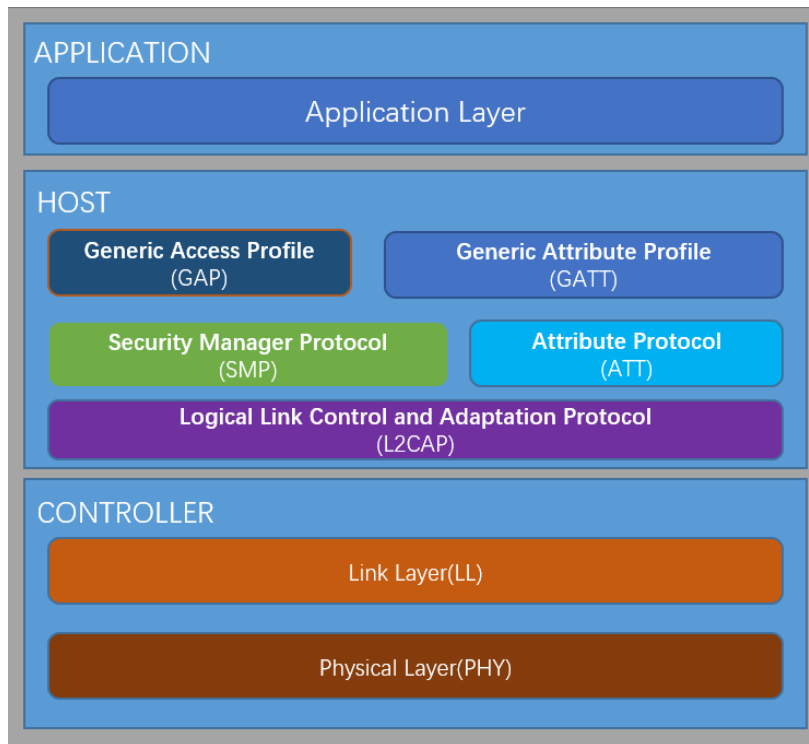 APPLICATION
Application Layer
HOST
Generic Access Profile
(GAP)
Generic Attribute Profile
(GATT)
Security Manager Protocol
(SMP)
Attribute Protocol
(ATT)
Logical Link Control and Adaptation Protocol
(L2CAP)
CONTROLLER
Link Layer(LL)
Physical Layer(PHY)